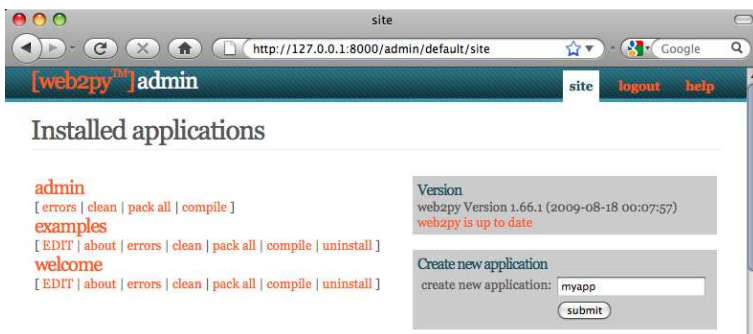 site
http://127.0.0.1:8000/admin/default/site
Google
[web2py™]admin
site logout help
Installed applications
admin
[ errors | clean | pack all | compile ]
examples
[ EDIT | about | errors | clean | pack all | compile | uninstall ]
welcome
[ EDIT | about | errors | clean | pack all | compile | uninstall ]
Version
web2py Version 1.66.1 (2009-08-18 00:07:57)
web2py is up to date
Create new application
create new application: myapp
submit